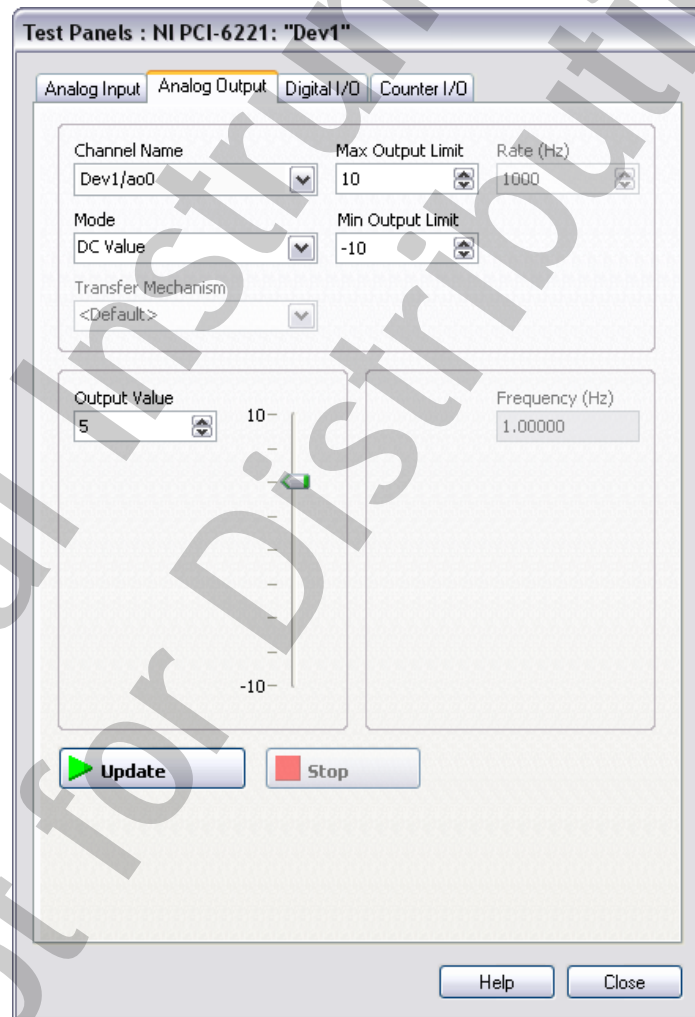 Test Panels : NI PCI-6221: "Dev1"
Analog Input Analog Output Digital I/O Counter I/O
Channel Name Max Output Limit Rate (Hz)
Dev1/ao0 10 1000
Mode Min Output Limit
DC Value -10
Transfer Mechanism
<Default>
Output Value Frequency (Hz)
5 10 1.00000
-10
Update Stop
Help Close